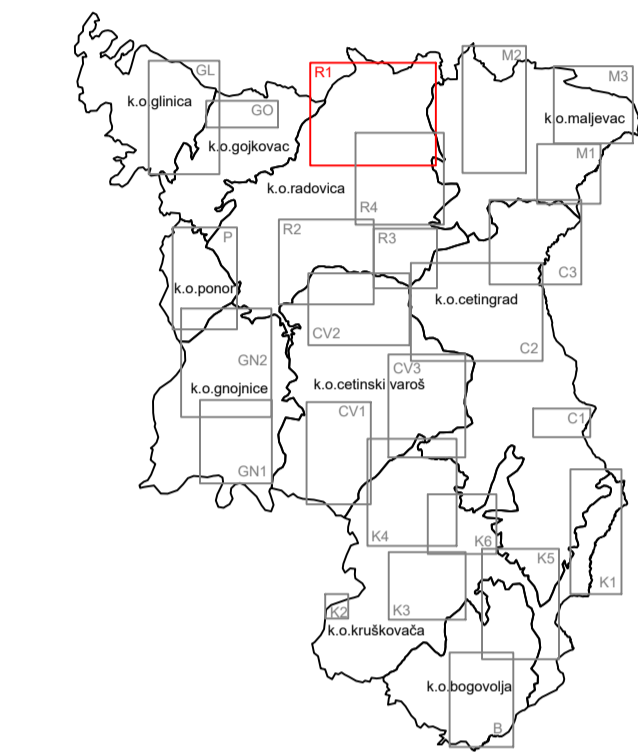 M2
GL
R1
M3
k.o.glinica
GO
k.o.maljevac
k.o.gojkovac
M1
k.o.radovica
R4
R2
P
R3
C3
k.o.ponor
k.o.cetingrad
CV2
C2
GN2
CV3
k.o.gnojnice
k.o.cetinski varoš
CV1
C1
GN1
K4
K6
K5
K1
K2
K3
k.o.kruškovača
k.o.bogovolja
B